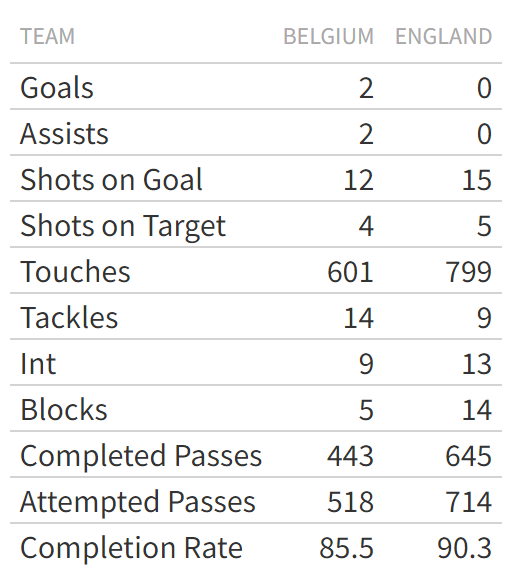 TEAM BELGIUM ENGLAND
Goals 2 0
Assists 2 0
Shots on Goal 12 15
Shots on Target 4 5
Touches 601 799
Tackles 14 9
Int 9 13
Blocks 5 14
Completed Passes 443 645
Attempted Passes 518 714
Completion Rate 85.5 90.3